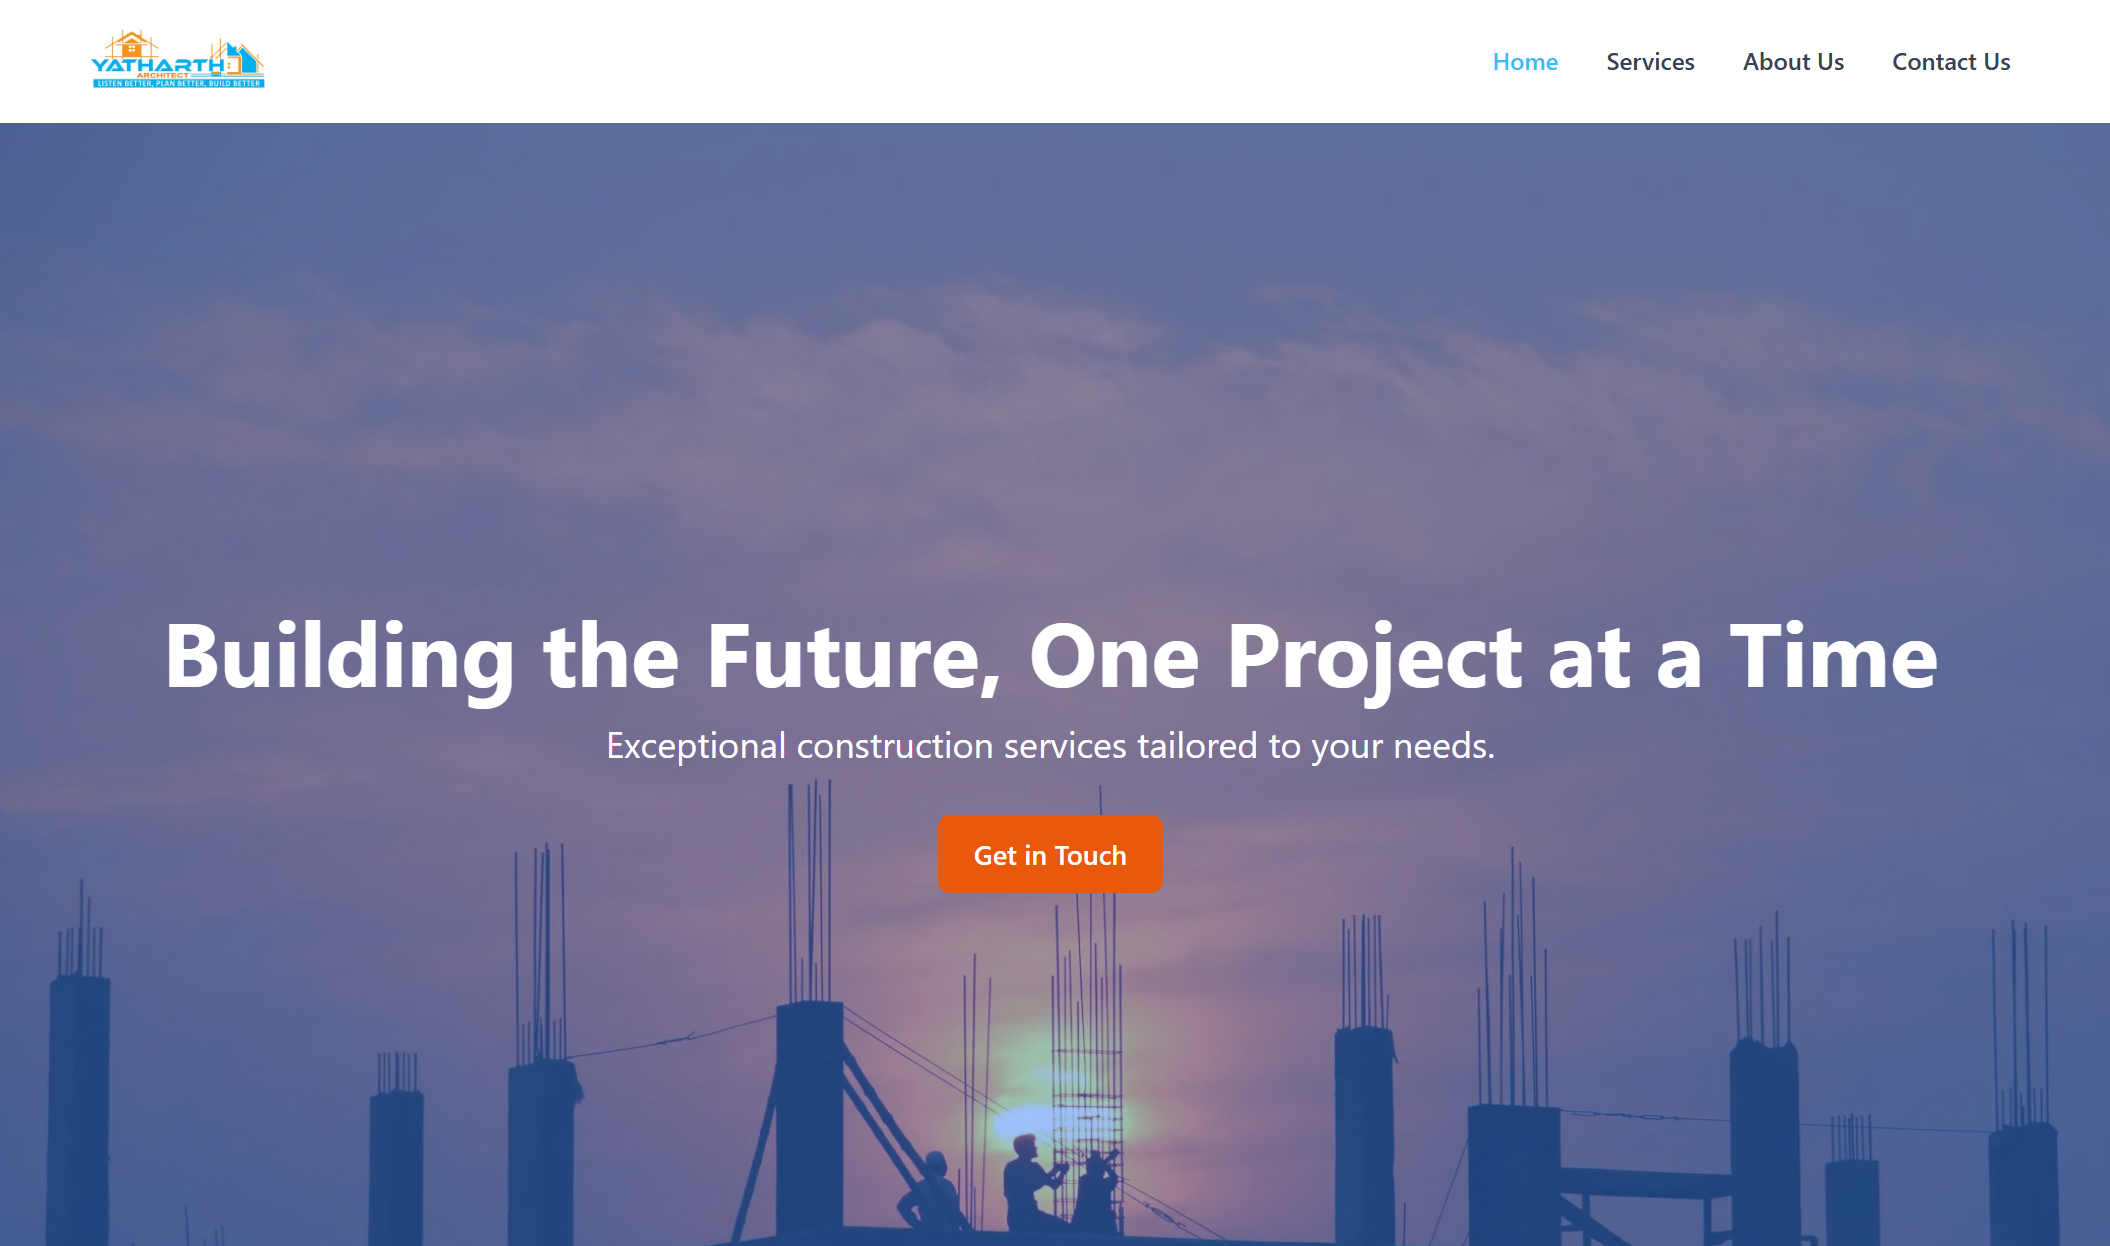 YATHARTH
ARCHITECT
LISTEN BETTER, PLAN BETTER, BUILD BETTER
Home Services About Us Contact Us
Building the Future, One Project at a Time
Exceptional construction services tailored to your needs.
Get in Touch